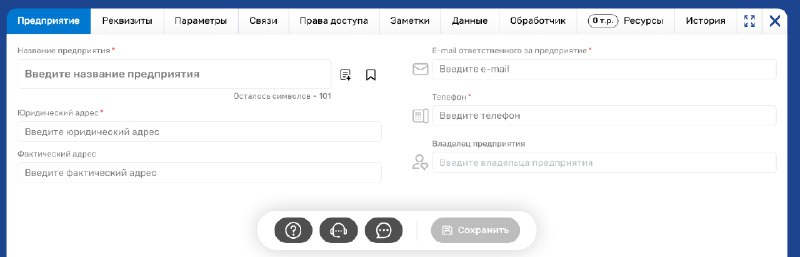 Предприятие Реквизиты Параметры Связи Права доступа Заметки Данные Обработчик 0 т.р. Ресурсы История
Название предприятия *
Введите название предприятия
Осталось символов - 101
Юридический адрес *
Введите юридический адрес
Фактический адрес
Введите фактический адрес
E-mail ответственного за предприятие *
Введите e-mail
Телефон *
Введите телефон
Владелец предприятия
Введите владельца предприятия
Сохранить